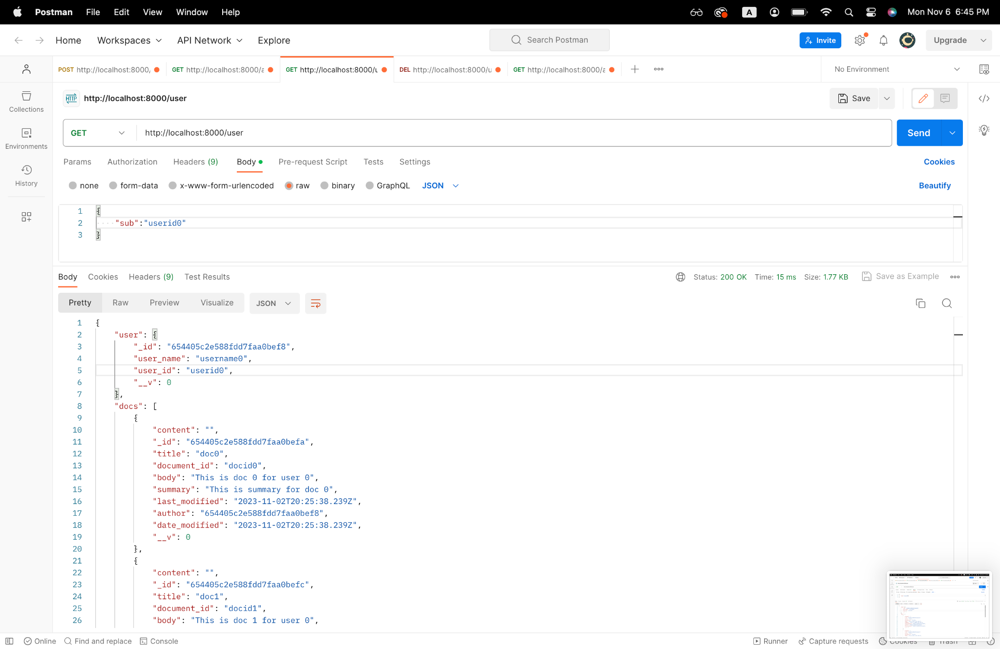 Postman File Edit View Window Help A Mon Nov 6 6:45 PM
Home Workspaces API Network Explore Search Postman Invite Upgrade
POST http://localhost:8000/ GET http://localhost:8000/a GET http://localhost:8000/u DEL http://localhost:8000/u GET http://localhost:8000/a No Environment
HTTP http://localhost:8000/user Save
Collections
GET http://localhost:8000/user Send
Environments
Params Authorization Headers (9) Body Pre-request Script Tests Settings Cookies
History
none form-data x-www-form-urlencoded raw binary GraphQL JSON Beautify
1 {
2 "sub":"userid0"
3 }
Body Cookies Headers (9) Test Results Status: 200 OK Time: 15 ms Size: 1.77 KB Save as Example
Pretty Raw Preview Visualize JSON
1 {
2 "user": {
3 "_id": "654405c2e588fdd7faa0bef8",
4 "user_name": "username0",
5 "user_id": "userid0",
6 "__v": 0
7 },
8 "docs": [
9 {
10 "content": "",
11 "_id": "654405c2e588fdd7faa0befa",
12 "title": "doc0",
13 "document_id": "docid0",
14 "body": "This is doc 0 for user 0",
15 "summary": "This is summary for doc 0",
16 "last_modified": "2023-11-02T20:25:38.239Z",
17 "author": "654405c2e588fdd7faa0bef8",
18 "date_modified": "2023-11-02T20:25:38.239Z",
19 "__v": 0
20 },
21 {
22 "content": "",
23 "_id": "654405c2e588fdd7faa0befc",
24 "title": "doc1",
25 "document_id": "docid1",
26 "body": "This is doc 1 for user 0",
Online Find and replace Console Runner Capture requests Cookies Trash